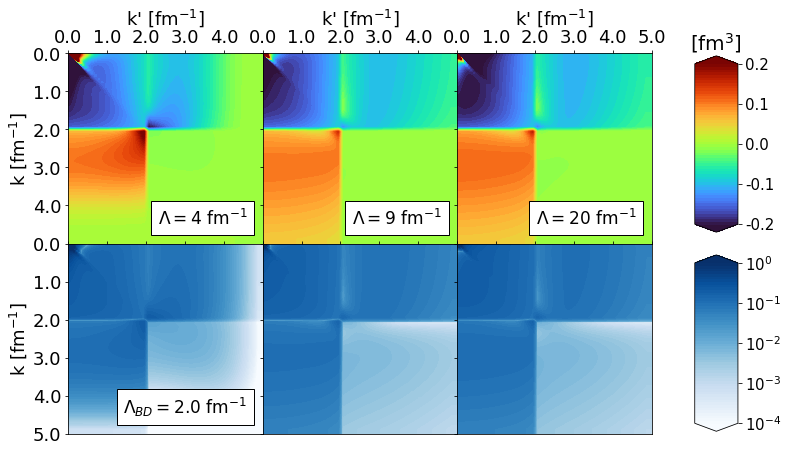 k' [fm⁻¹] k' [fm⁻¹] k' [fm⁻¹]
0.0 1.0 2.0 3.0 4.0 0.0 1.0 2.0 3.0 4.0 0.0 1.0 2.0 3.0 4.0 5.0
[fm³]
0.0
1.0
2.0
3.0
4.0
k [fm⁻¹]
Λ = 4 fm⁻¹
Λ = 9 fm⁻¹
Λ = 20 fm⁻¹
0.2
0.1
0.0
-0.1
-0.2
0.0
1.0
2.0
3.0
4.0
5.0
k [fm⁻¹]
Λ_BD = 2.0 fm⁻¹
10⁰
10⁻¹
10⁻²
10⁻³
10⁻⁴